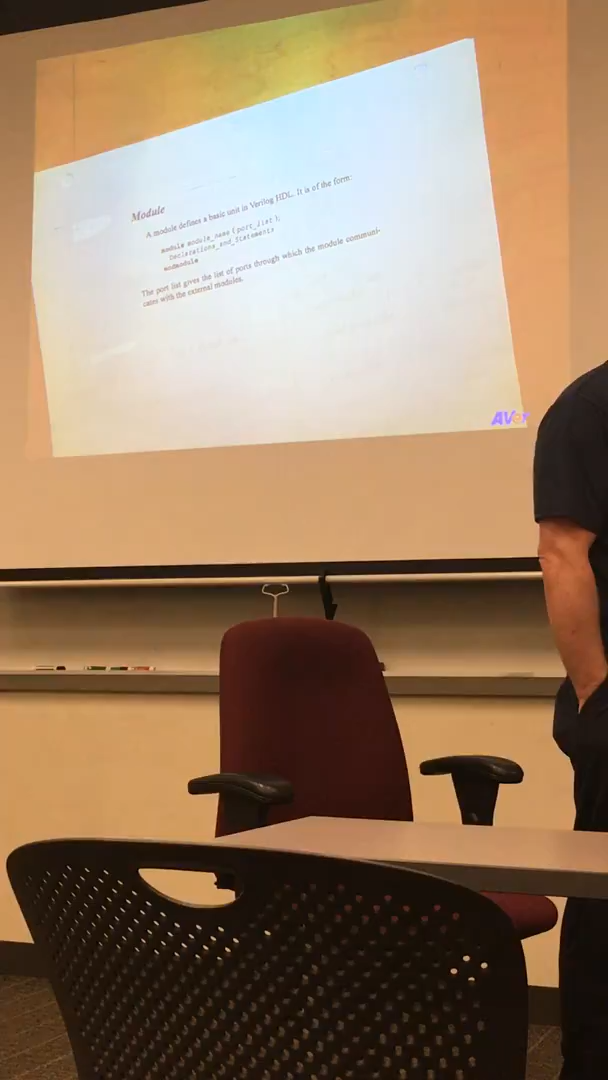 Module
A module defines a basic unit in Verilog HDL. It is of the form:
module module_name (port_list);
Declarations_and_Statements
endmodule
The port list gives the list of ports through which the module communi-
cates with the external modules.
AVer